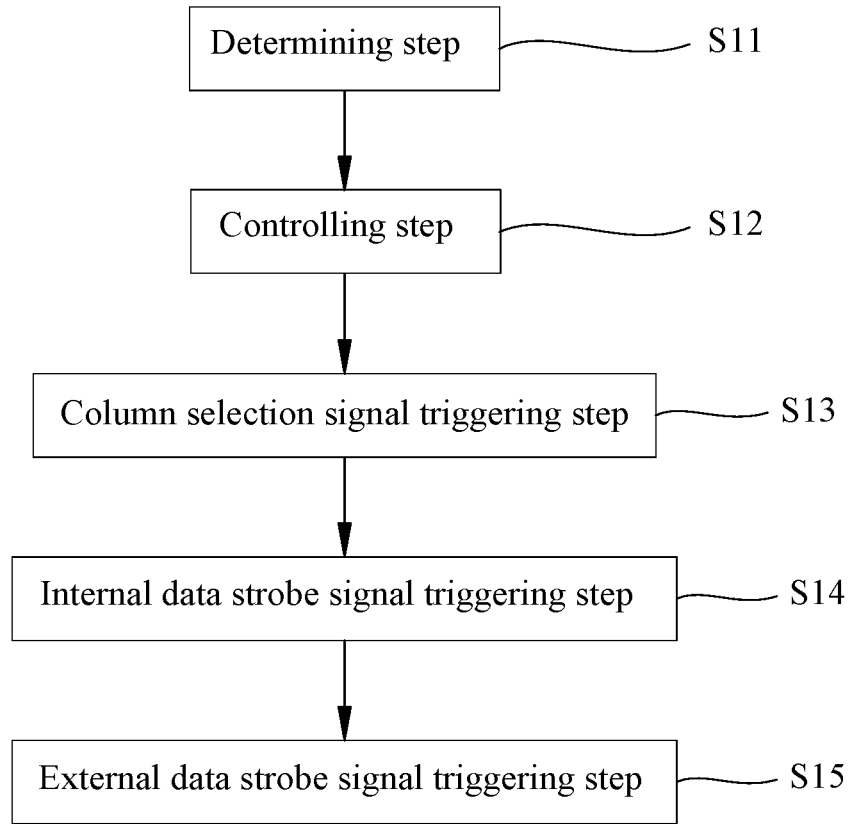 Determining step
S11
Controlling step
S12
Column selection signal triggering step
S13
Internal data strobe signal triggering step
S14
External data strobe signal triggering step
S15